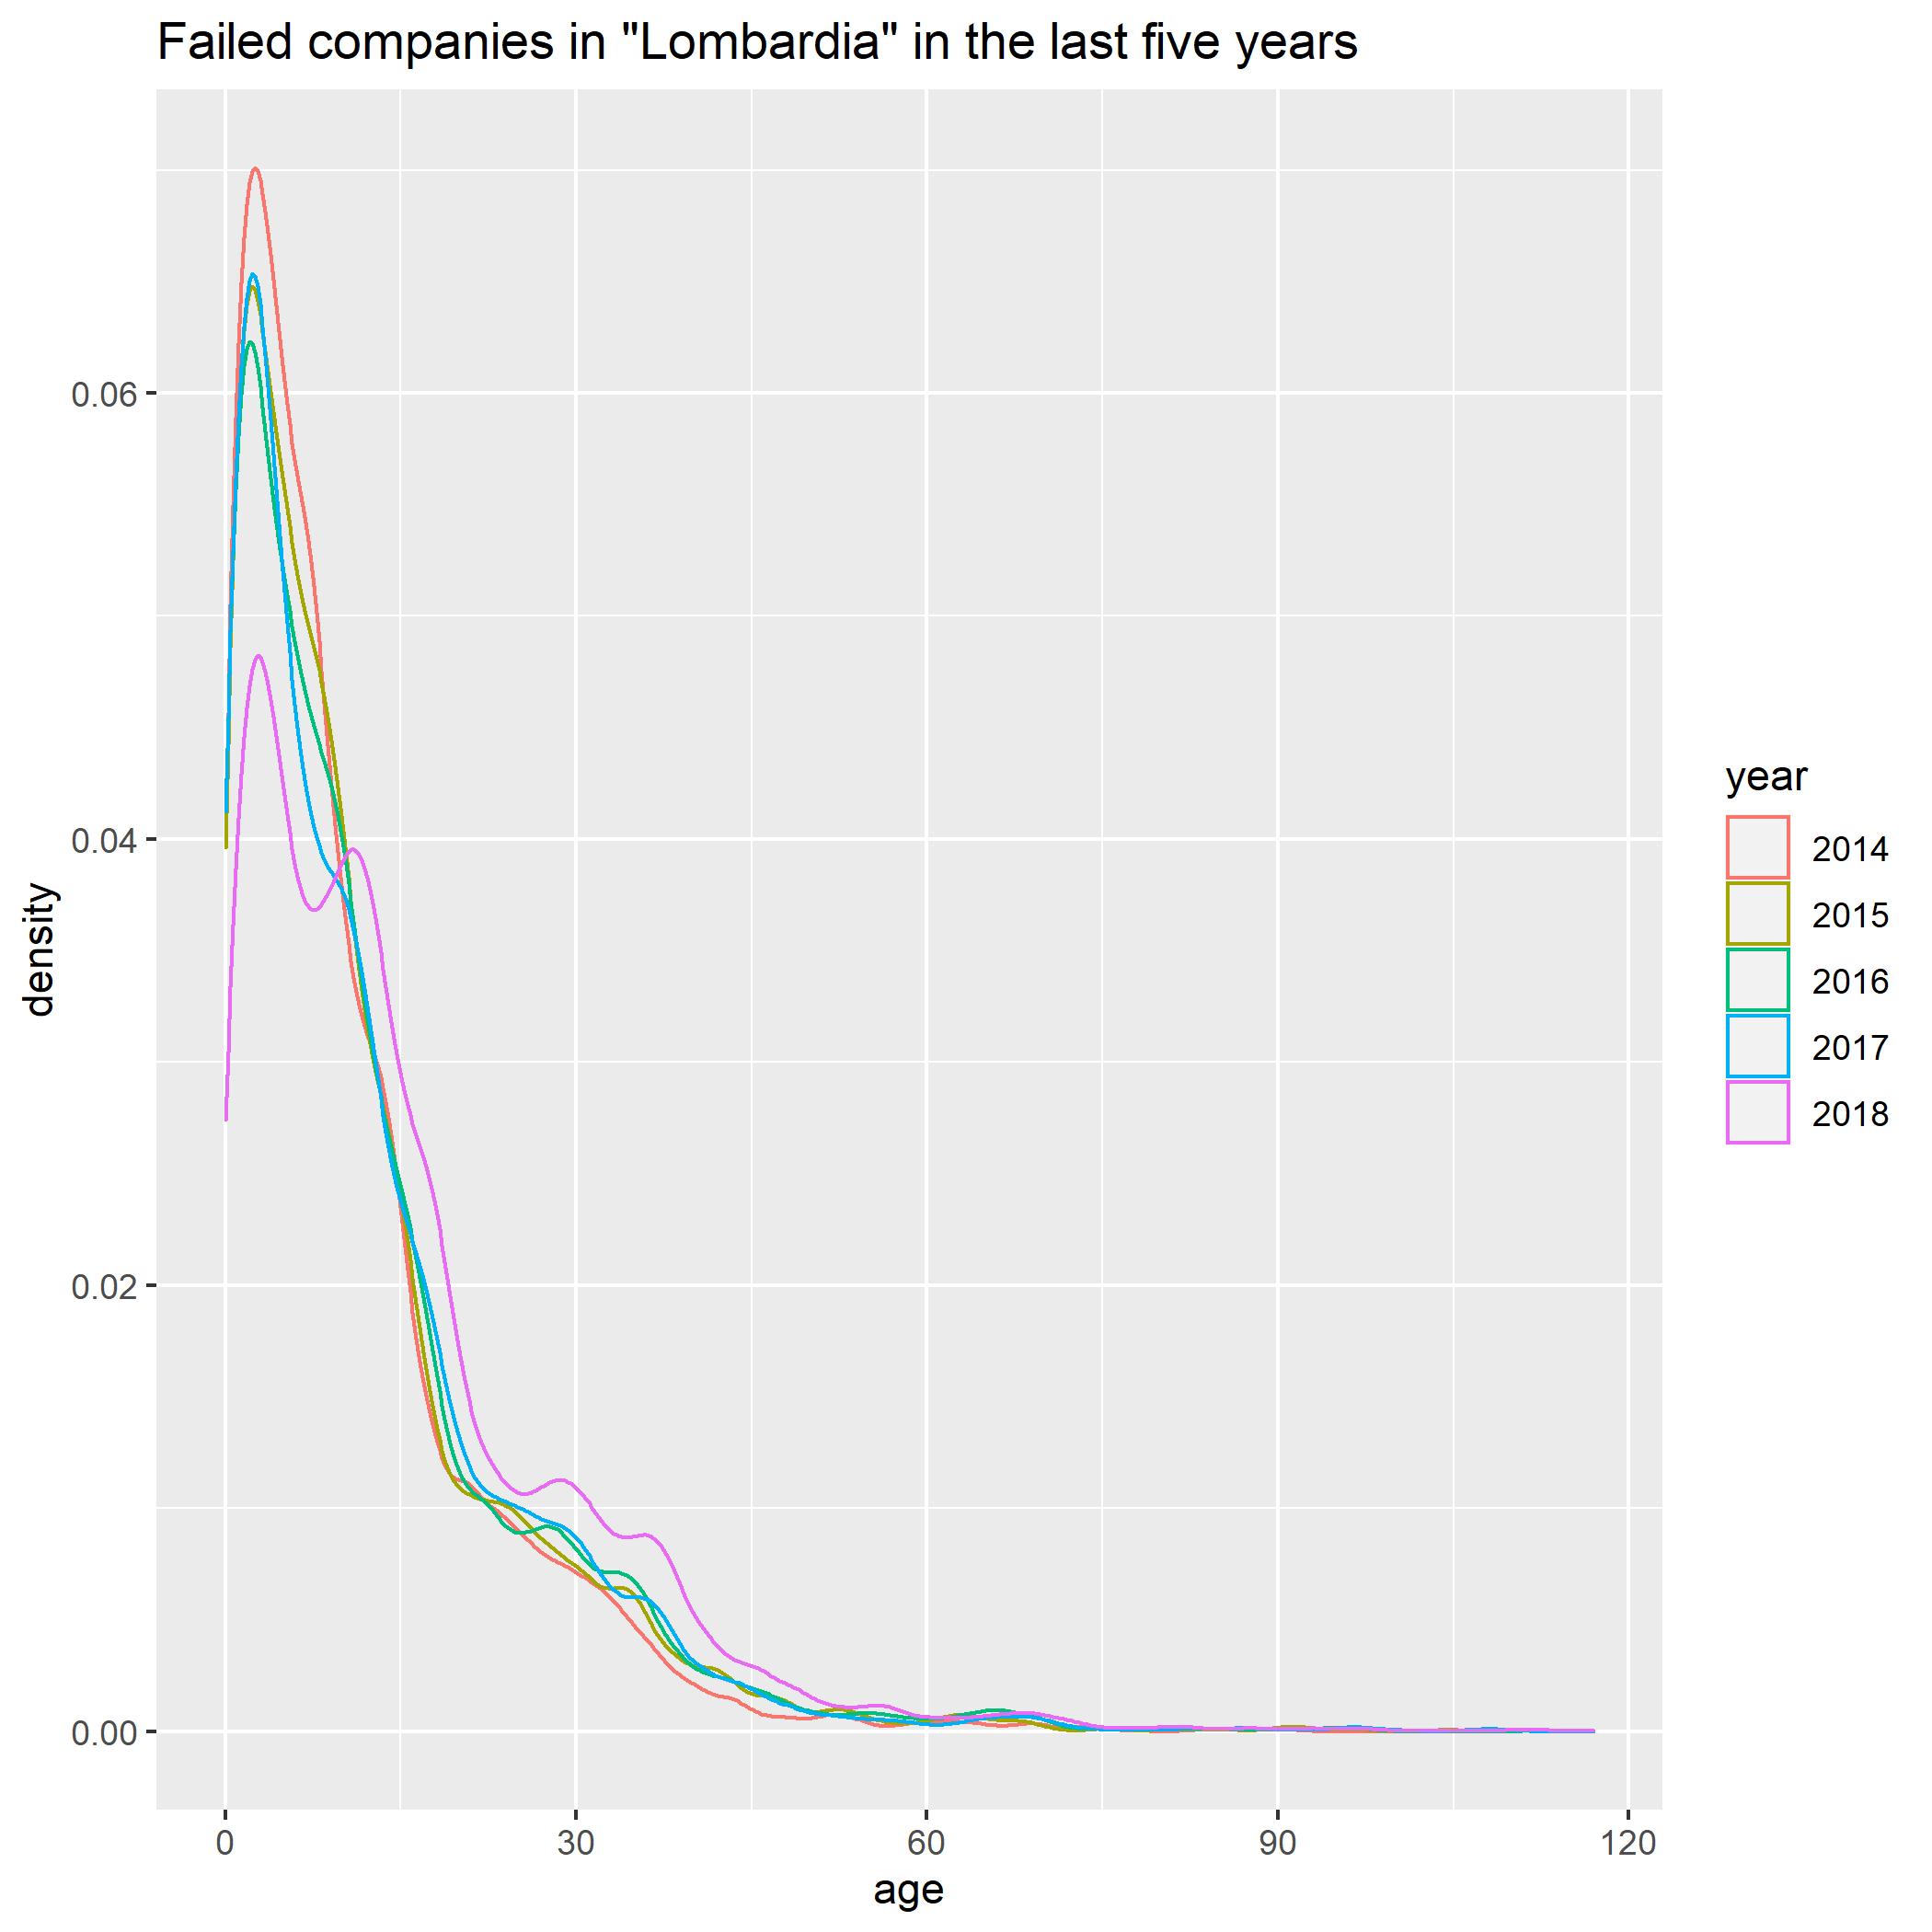 Failed companies in "Lombardia" in the last five years
0.06
0.04
0.02
0.00
density
0 30 60 90 120
age
year
2014
2015
2016
2017
2018